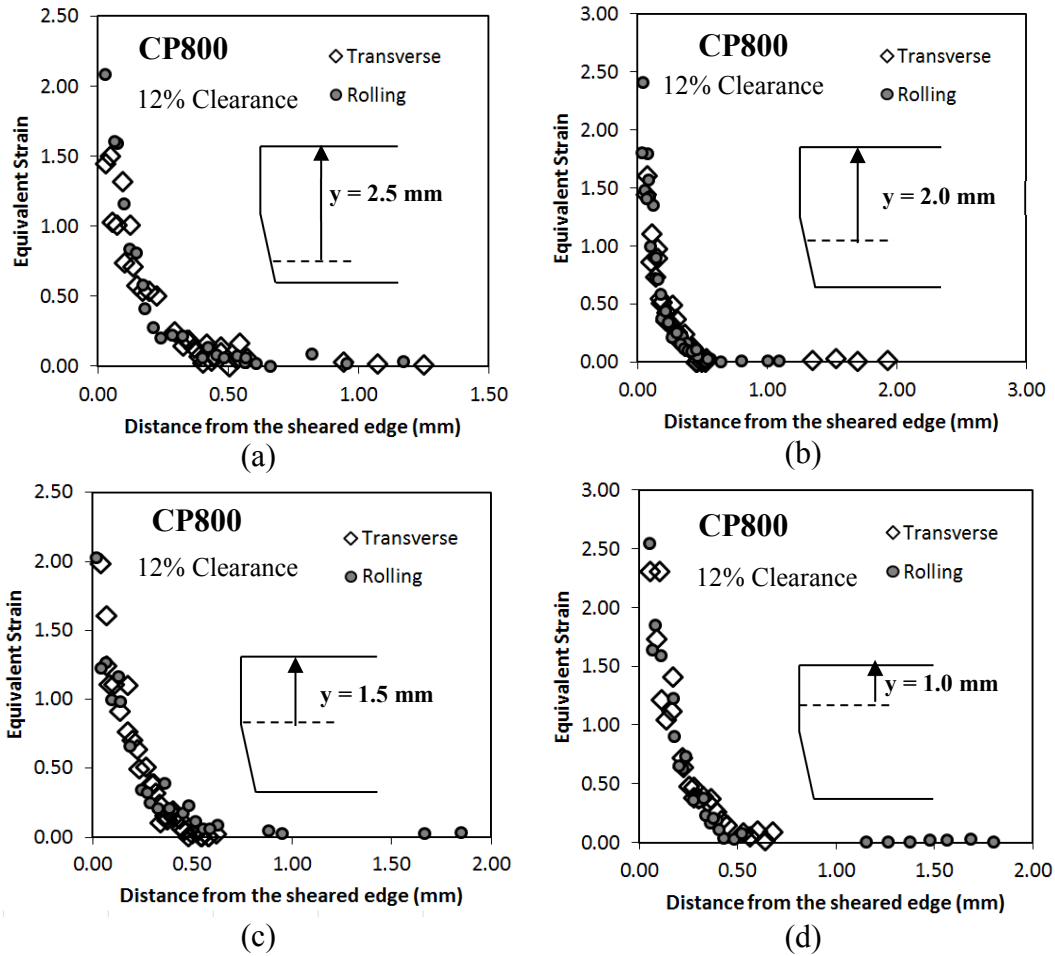 2.50
2.00
1.50
1.00
0.50
0.00
Equivalent Strain
CP800
12% Clearance
Transverse
Rolling
y = 2.5 mm
0.00 0.50 1.00 1.50
Distance from the sheared edge (mm)
(a)
3.00
2.50
2.00
1.50
1.00
0.50
0.00
Equivalent Strain
CP800
12% Clearance
Transverse
Rolling
y = 2.0 mm
0.00 1.00 2.00 3.00
Distance from the sheared edge (mm)
(b)
2.50
2.00
1.50
1.00
0.50
0.00
Equivalent Strain
CP800
12% Clearance
Transverse
Rolling
y = 1.5 mm
0.00 0.50 1.00 1.50 2.00
Distance from the sheared edge (mm)
(c)
3.00
2.50
2.00
1.50
1.00
0.50
0.00
Equivalent Strain
CP800
12% Clearance
Transverse
Rolling
y = 1.0 mm
0.00 0.50 1.00 1.50 2.00
Distance from the sheared edge (mm)
(d)